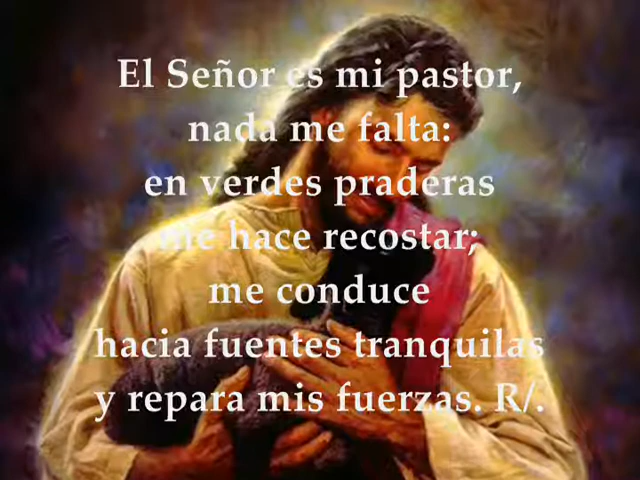 El Señor es mi pastor,
nada me falta:
en verdes praderas
me hace recostar;
me conduce
hacia fuentes tranquilas
y repara mis fuerzas. R/.